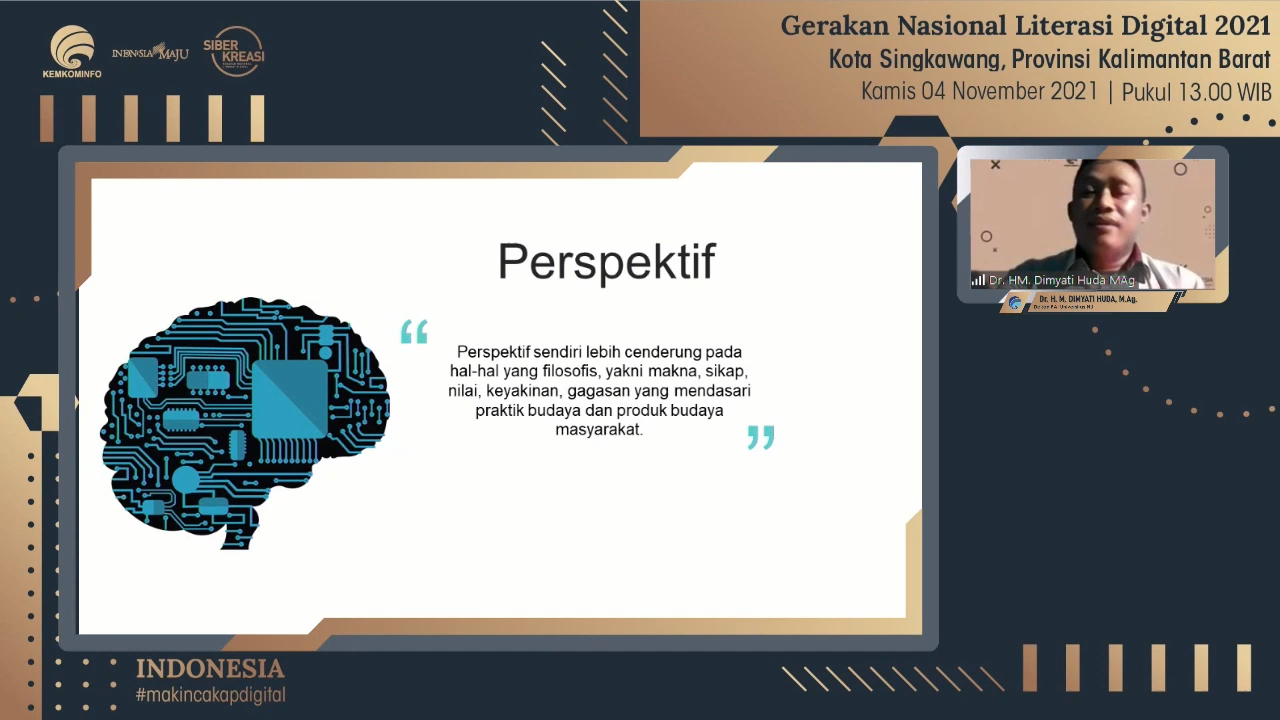 KEMKOMINFO
INDONESIA MAJU
SIBER
KREASI
Gerakan Nasional Literasi Digital 2021
Kota Singkawang, Provinsi Kalimantan Barat
Kamis 04 November 2021 | Pukul 13.00 WIB
Perspektif
“
Perspektif sendiri lebih cenderung pada
hal-hal yang filosofis, yakni makna, sikap,
nilai, keyakinan, gagasan yang mendasari
praktik budaya dan produk budaya
masyarakat.
”
Dr. HM. Dimyati Huda MAg
Dr. H. M. DIMYATI HUDA, M.Ag.
INDONESIA
#makincakapdigital